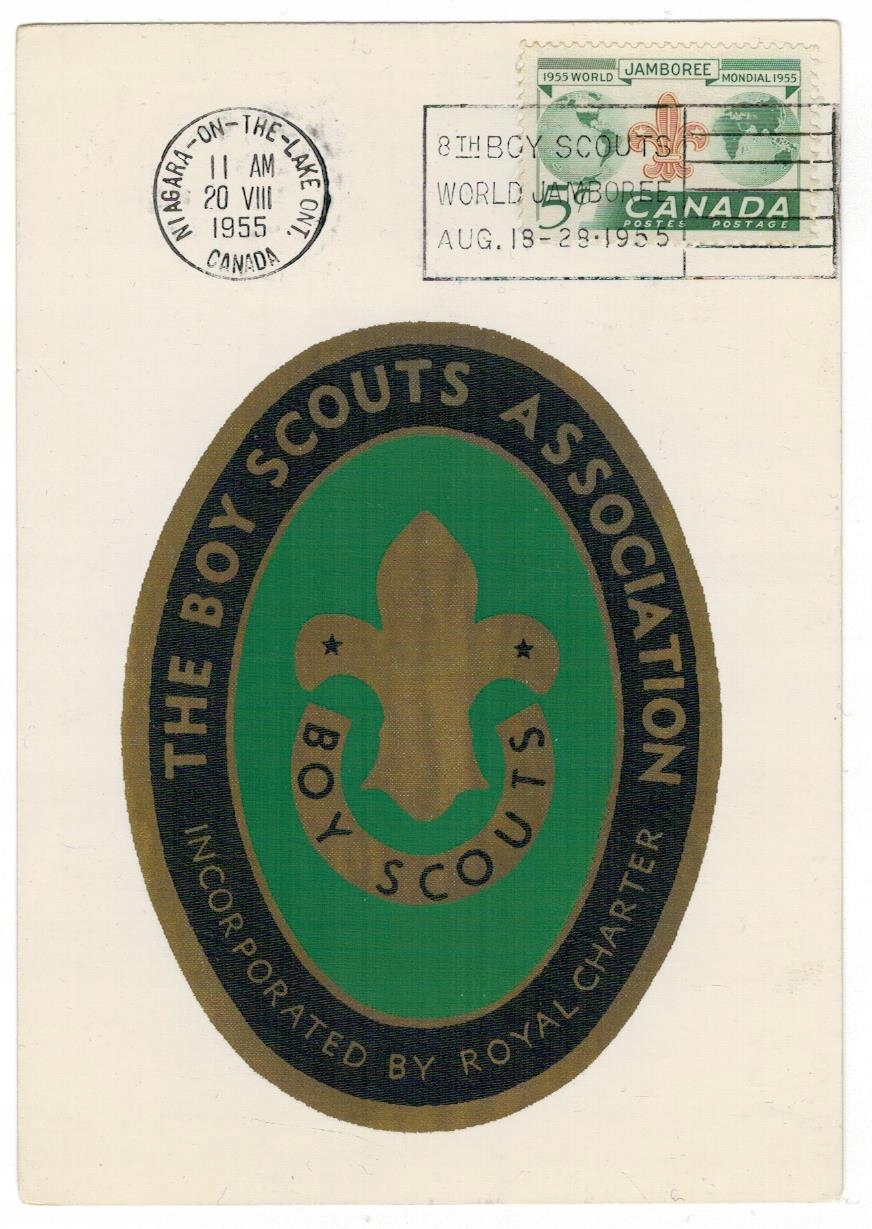 NIAGARA-ON-THE-LAKE ONT.
11 AM
20 VIII
1955
CANADA
1955 WORLD JAMBOREE MONDIAL 1955
5¢ CANADA
POSTES POSTAGE
8TH BOY SCOUTS
WORLD JAMBOREE
AUG. 18-28·1955
THE BOY SCOUTS ASSOCIATION
BOY SCOUTS
INCORPORATED BY ROYAL CHARTER